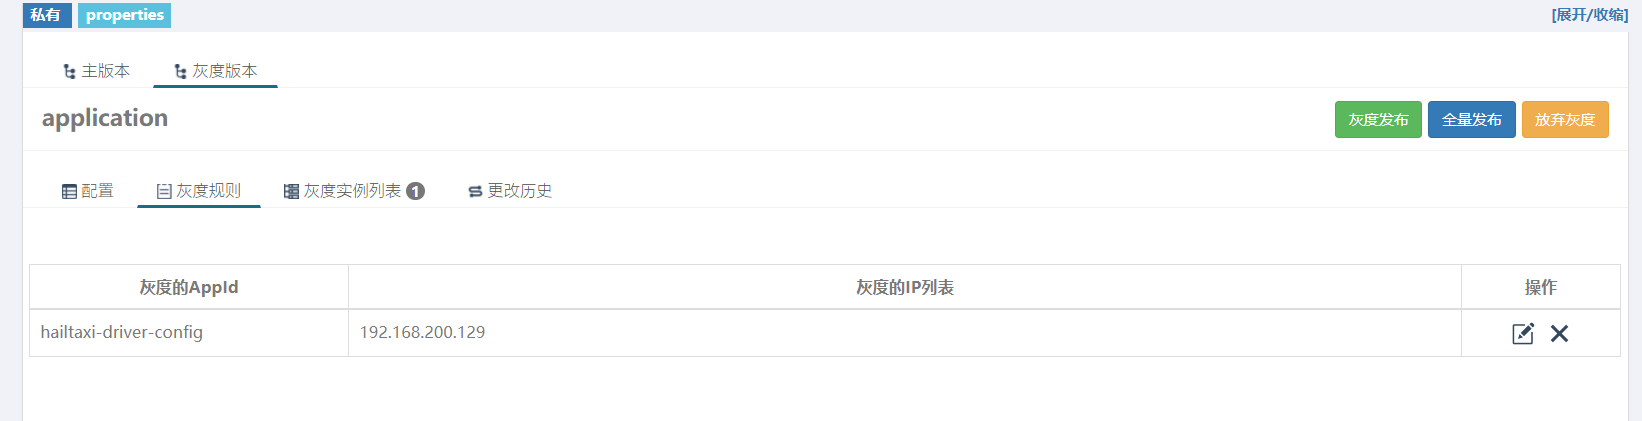 私有 properties [展开/收缩]
主版本 灰度版本
application 灰度发布 全量发布 放弃灰度
配置 灰度规则 灰度实例列表 1 更改历史
灰度的AppId 灰度的IP列表 操作
hailtaxi-driver-config 192.168.200.129